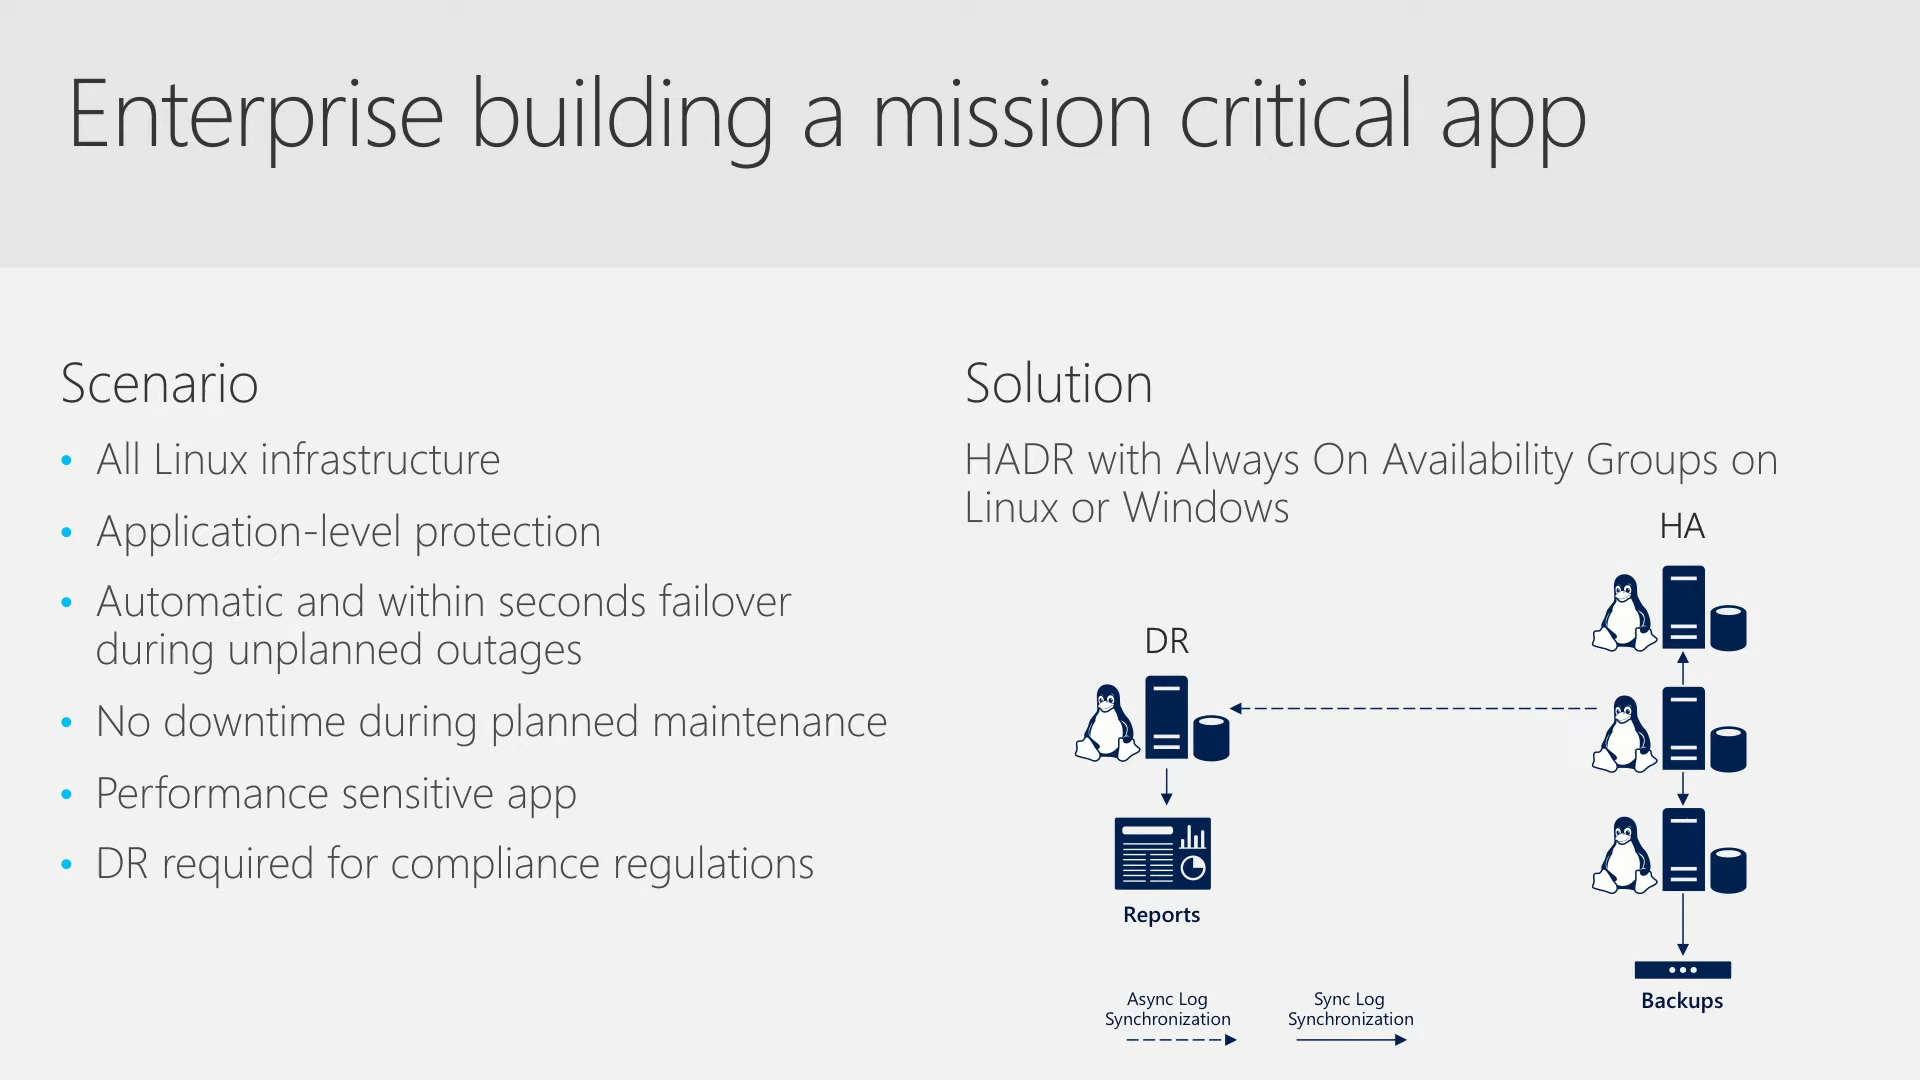 Enterprise building a mission critical app
Scenario
• All Linux infrastructure
• Application-level protection
• Automatic and within seconds failover
during unplanned outages
• No downtime during planned maintenance
• Performance sensitive app
• DR required for compliance regulations
Solution
HADR with Always On Availability Groups on
Linux or Windows
HA
DR
Reports
Backups
Async Log
Synchronization
Sync Log
Synchronization